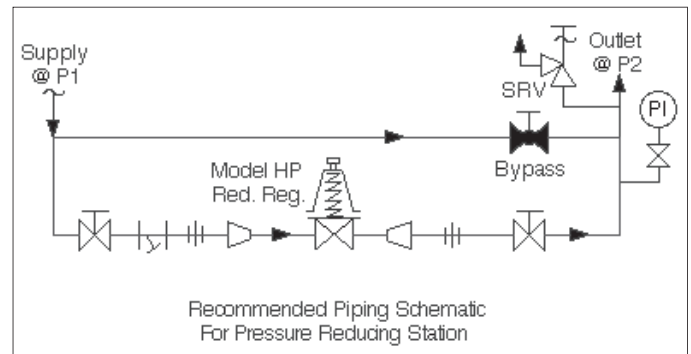 Supply
@ P1
Outlet
@ P2
SRV
PI
Model HP
Red. Reg.
Bypass
Recommended Piping Schematic
For Pressure Reducing Station